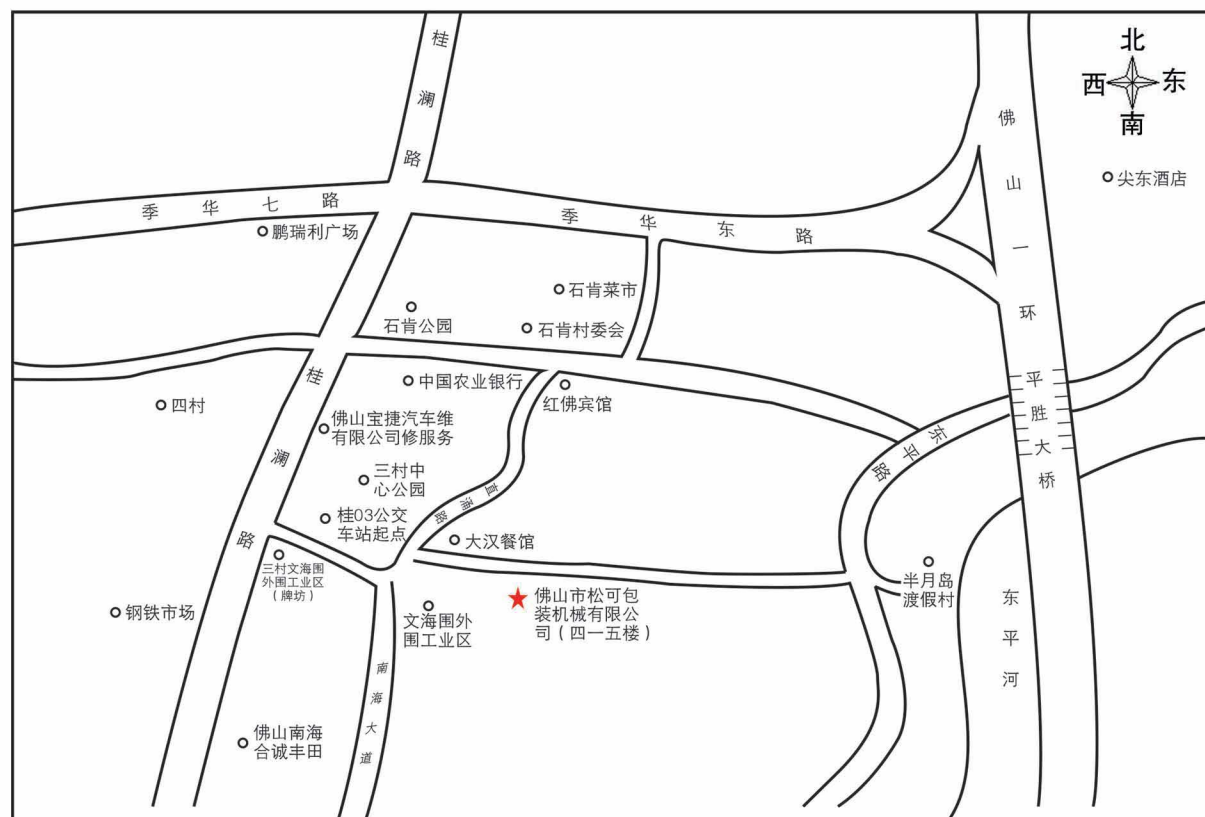 北
西 东
南
桂澜路
佛山一环
尖东酒店
季华七路
季华东路
鹏瑞利广场
石肯菜市
石肯公园
石肯村委会
平胜大桥
桂澜路
中国农业银行
红佛宾馆
四村
佛山宝捷汽车维
有限公司修服务
东平路
三村中
心公园
直涌路
桂03公交
车站起点
大汉餐馆
三村文海围
外围工业区
(牌坊)
半月岛
渡假村
钢铁市场
文海围外
围工业区
佛山市松可包
装机械有限公
司(四一五楼)
东平河
南海大道
佛山南海
合诚丰田